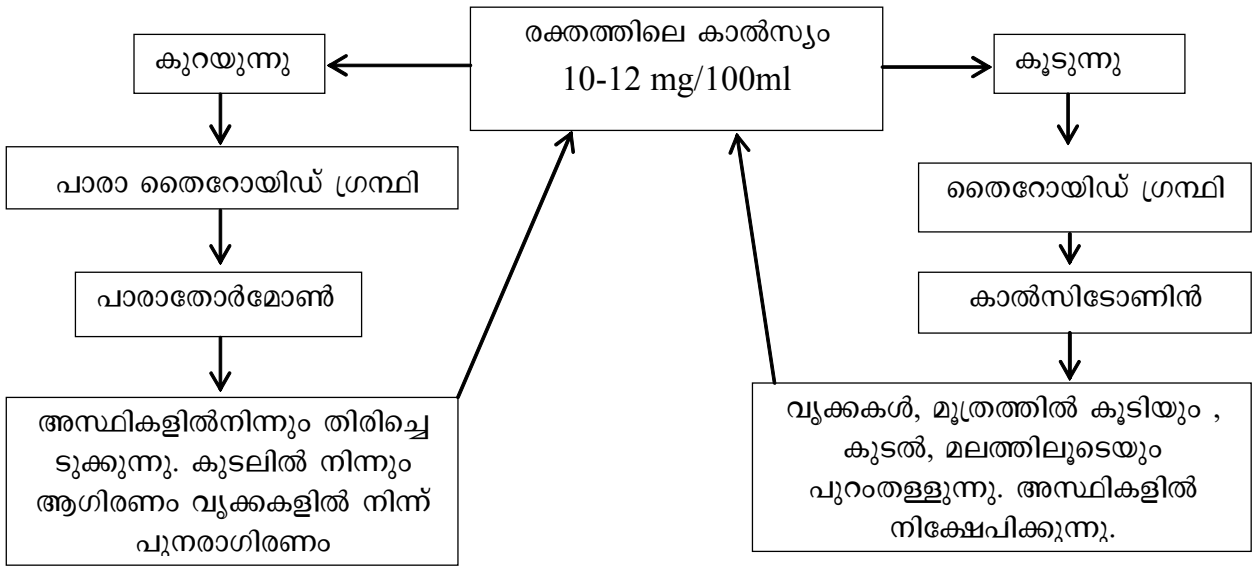 രക്തത്തിലെ കാൽസ്യം
10-12 mg/100ml
കുറയുന്നു
പാരാ തൈറോയിഡ് ഗ്രന്ഥി
പാരാതോർമോൺ
അസ്ഥികളിൽനിന്നും തിരിച്ചെ
ടുക്കുന്നു. കുടലിൽ നിന്നും
ആഗിരണം വൃക്കകളിൽ നിന്ന്
പുനരാഗിരണം
കൂടുന്നു
തൈറോയിഡ് ഗ്രന്ഥി
കാൽസിടോണിൻ
വൃക്കകൾ, മൂത്രത്തിൽ കൂടിയും ,
കുടൽ, മലത്തിലൂടെയും
പുറംതള്ളുന്നു. അസ്ഥികളിൽ
നിക്ഷേപിക്കുന്നു.